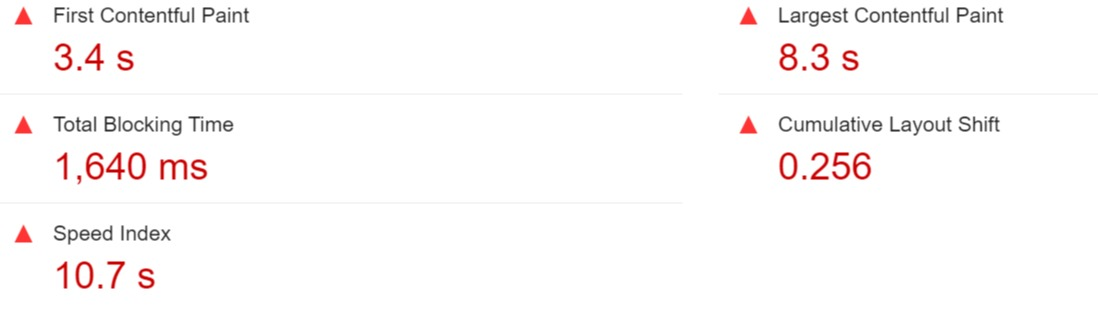 First Contentful Paint
3.4 s
Largest Contentful Paint
8.3 s
Total Blocking Time
1,640 ms
Cumulative Layout Shift
0.256
Speed Index
10.7 s